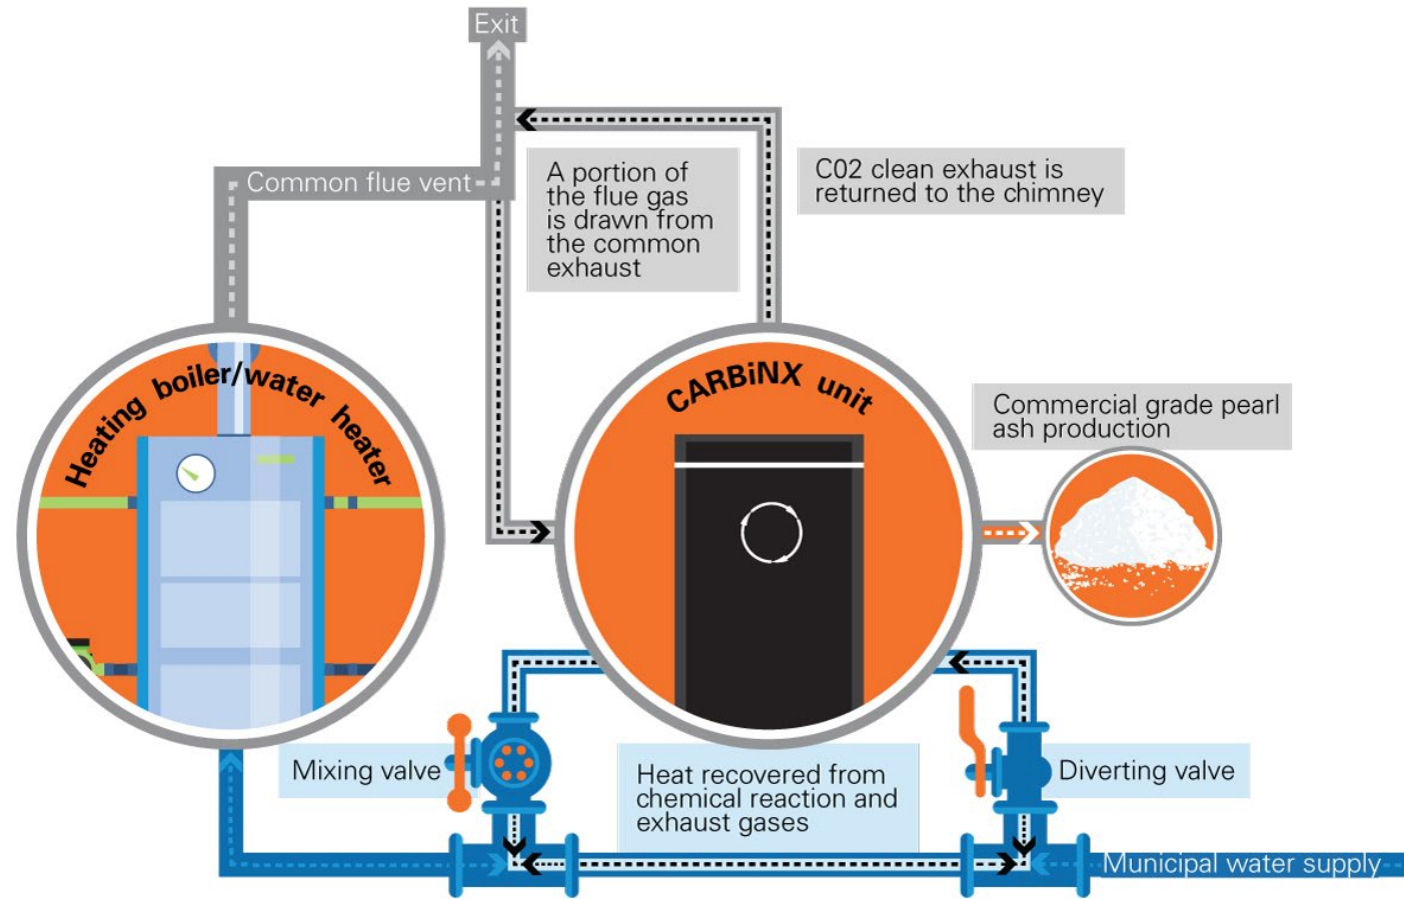 Exit
Common flue vent
A portion of
the flue gas
is drawn from
the common
exhaust
C02 clean exhaust is
returned to the chimney
Heating boiler/water heater
CARBiNX unit
Commercial grade pearl
ash production
Mixing valve
Heat recovered from
chemical reaction and
exhaust gases
Diverting valve
Municipal water supply